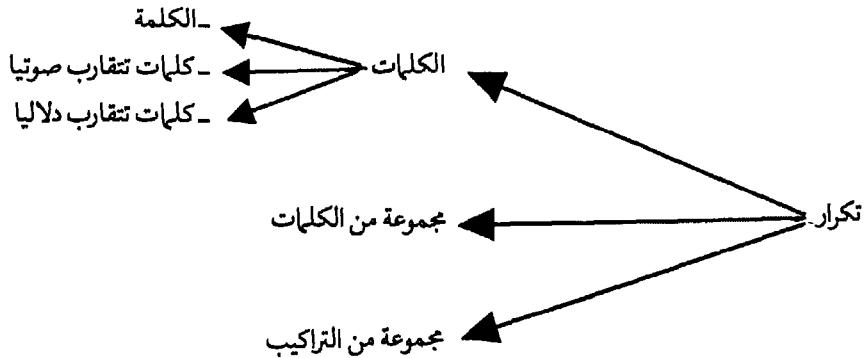 ـ الكلمة
الكلمات
ـ كلمات تتقارب صوتيا
ـ كلمات تتقارب دلاليا
تكرار
مجموعة من الكلمات
مجموعة من التراكيب